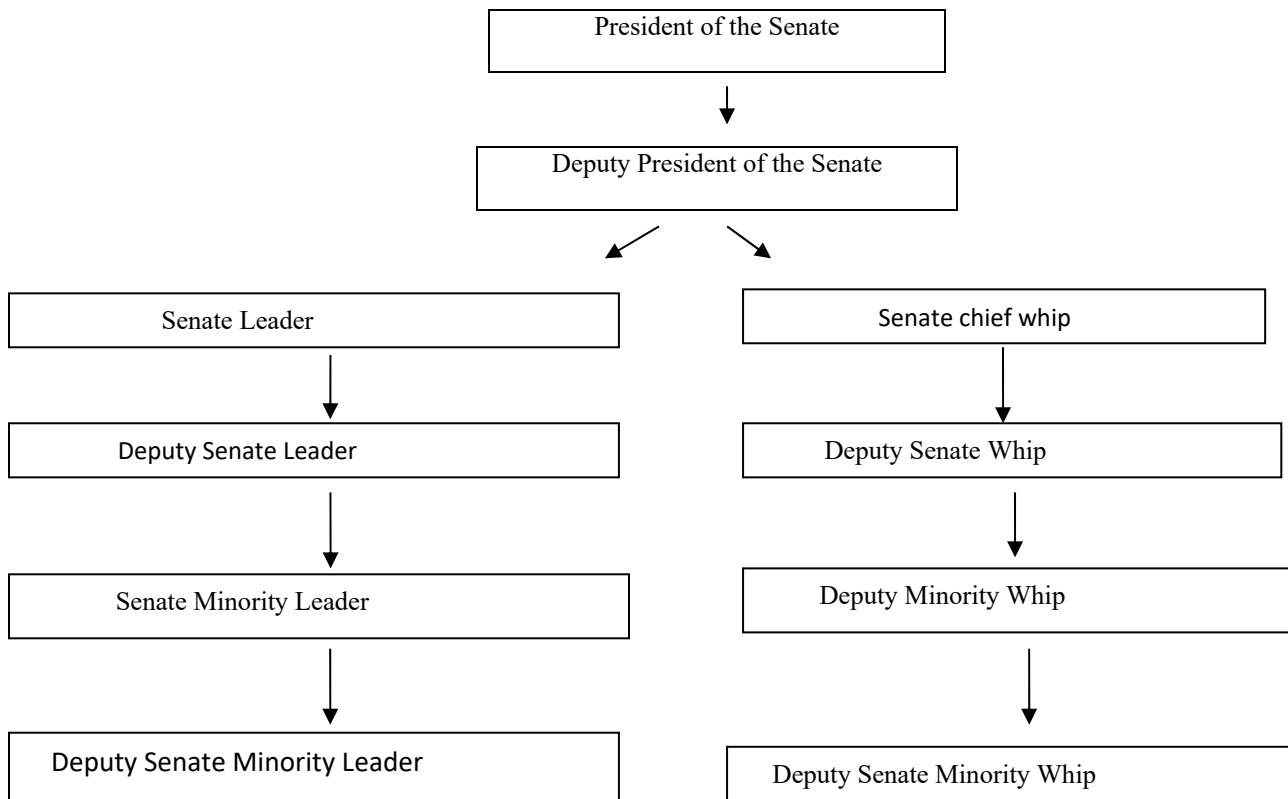 President of the Senate
Deputy President of the Senate
Senate Leader
Senate chief whip
Deputy Senate Leader
Deputy Senate Whip
Senate Minority Leader
Deputy Minority Whip
Deputy Senate Minority Leader
Deputy Senate Minority Whip